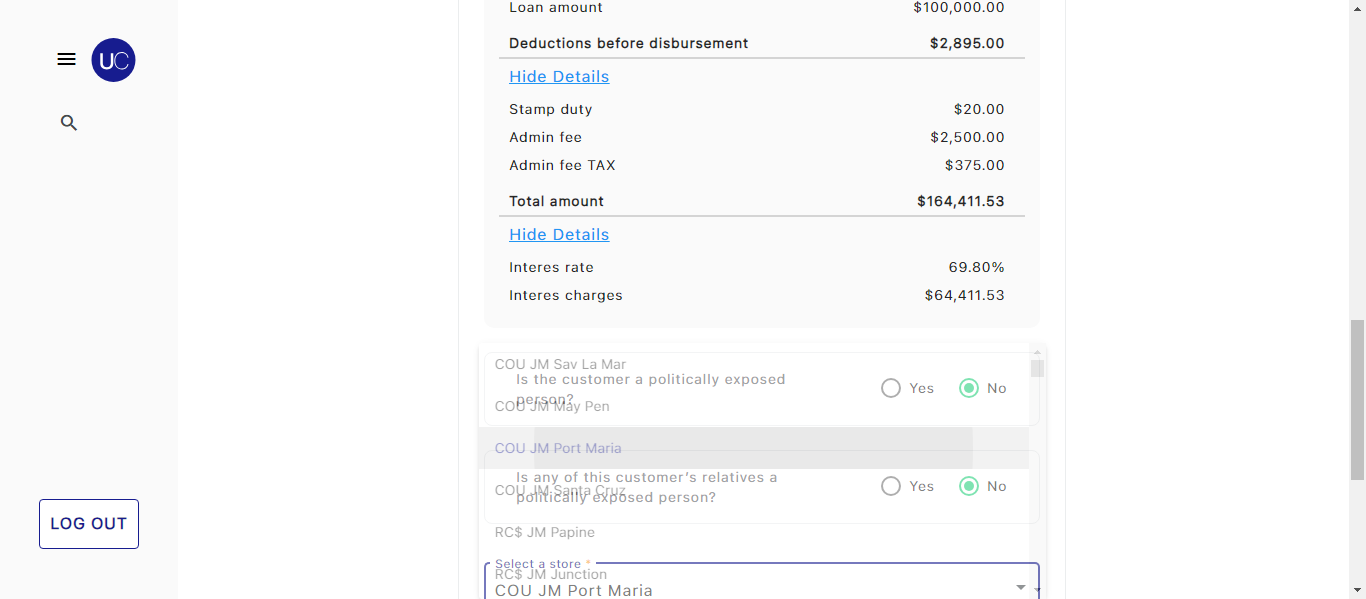 Loan amount $100,000.00
UC
Deductions before disbursement $2,895.00
Hide Details
Stamp duty $20.00
Admin fee $2,500.00
Admin fee TAX $375.00
Total amount $164,411.53
Hide Details
Interes rate 69.80%
Interes charges $64,411.53
COU JM Sav La Mar
Is the customer a politically exposed
person?
Yes No
COU JM May Pen
COU JM Port Maria
Is any of this customer's relatives a
politically exposed person?
Yes No
COU JM Santa Cruz
RC$ JM Papine
Select a store *
RC$ JM Junction
COU JM Port Maria
LOG OUT